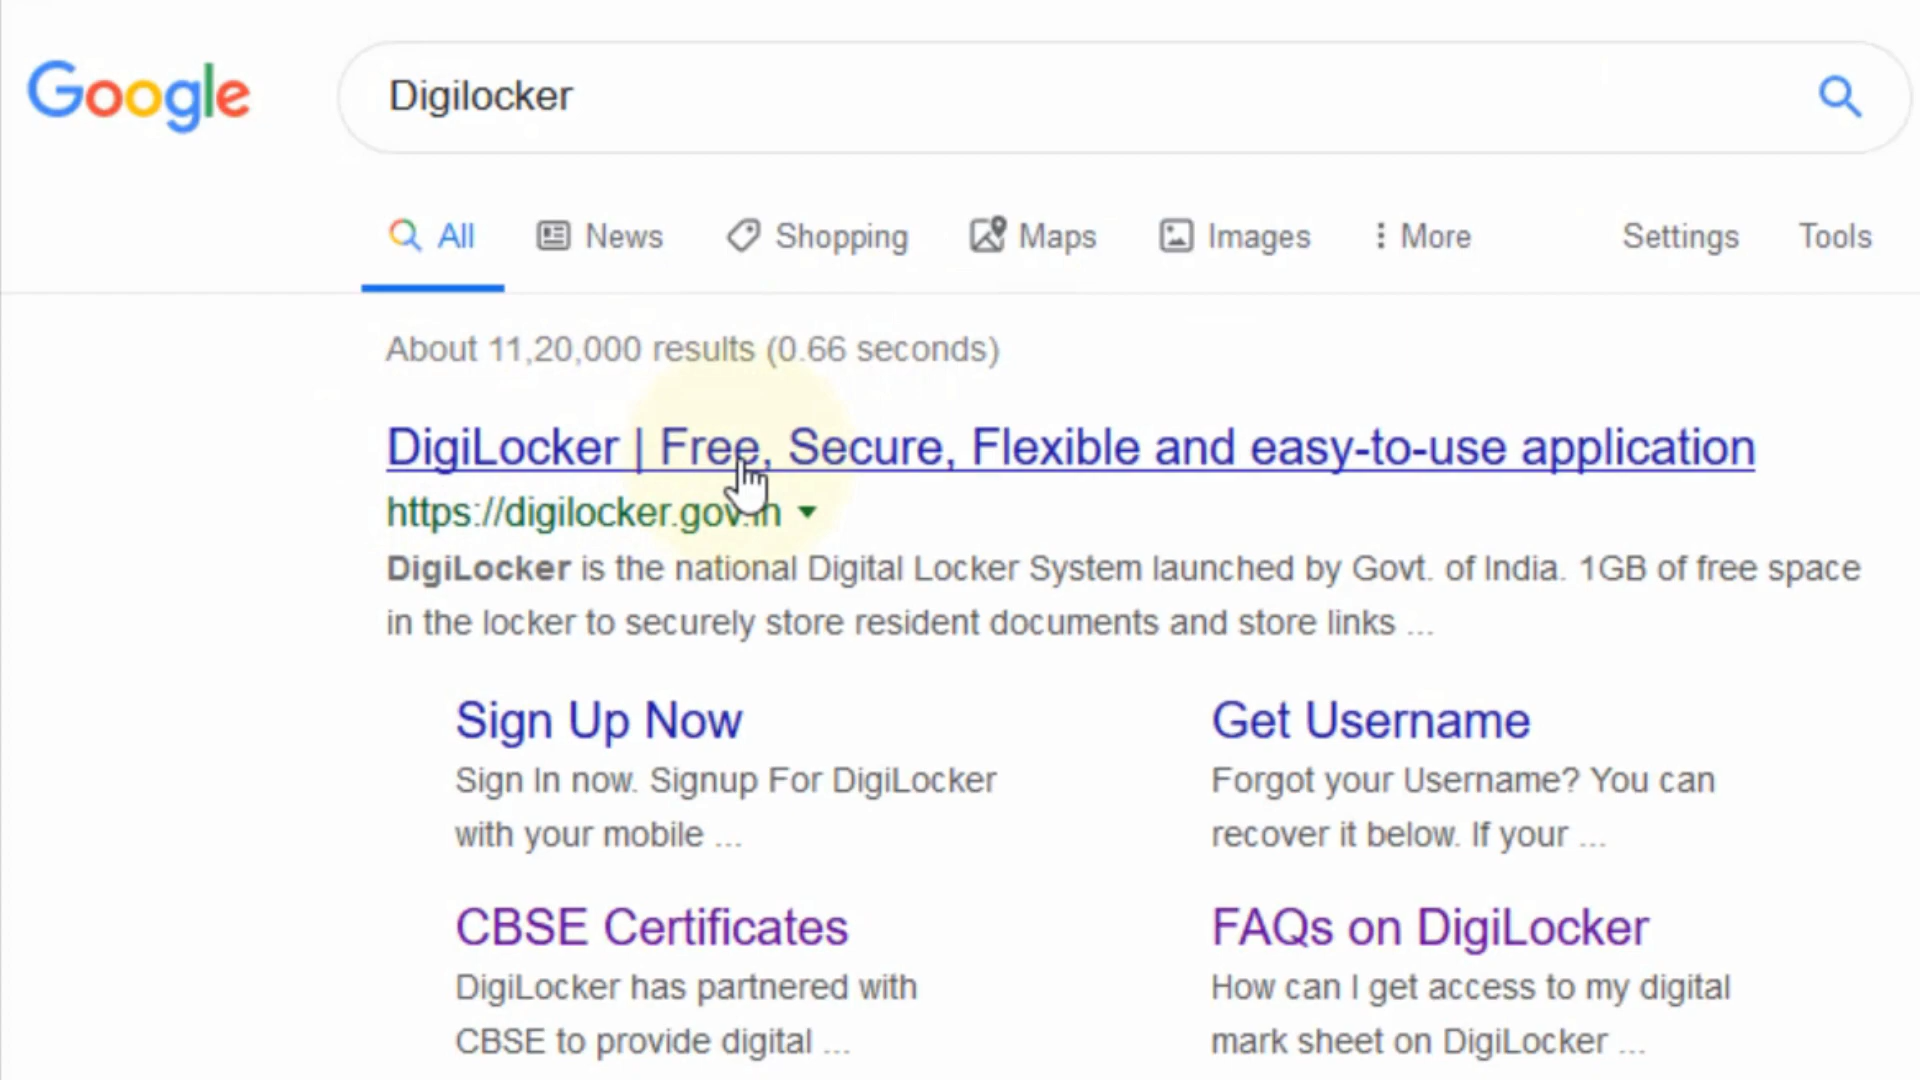 Google
Digilocker
All News Shopping Maps Images More Settings Tools
About 11,20,000 results (0.66 seconds)
DigiLocker | Free, Secure, Flexible and easy-to-use application
https://digilocker.gov.in
DigiLocker is the national Digital Locker System launched by Govt. of India. 1GB of free space
in the locker to securely store resident documents and store links ...
Sign Up Now
Sign In now. Signup For DigiLocker
with your mobile ...
Get Username
Forgot your Username? You can
recover it below. If your ...
CBSE Certificates
DigiLocker has partnered with
CBSE to provide digital ...
FAQs on DigiLocker
How can I get access to my digital
mark sheet on DigiLocker ...